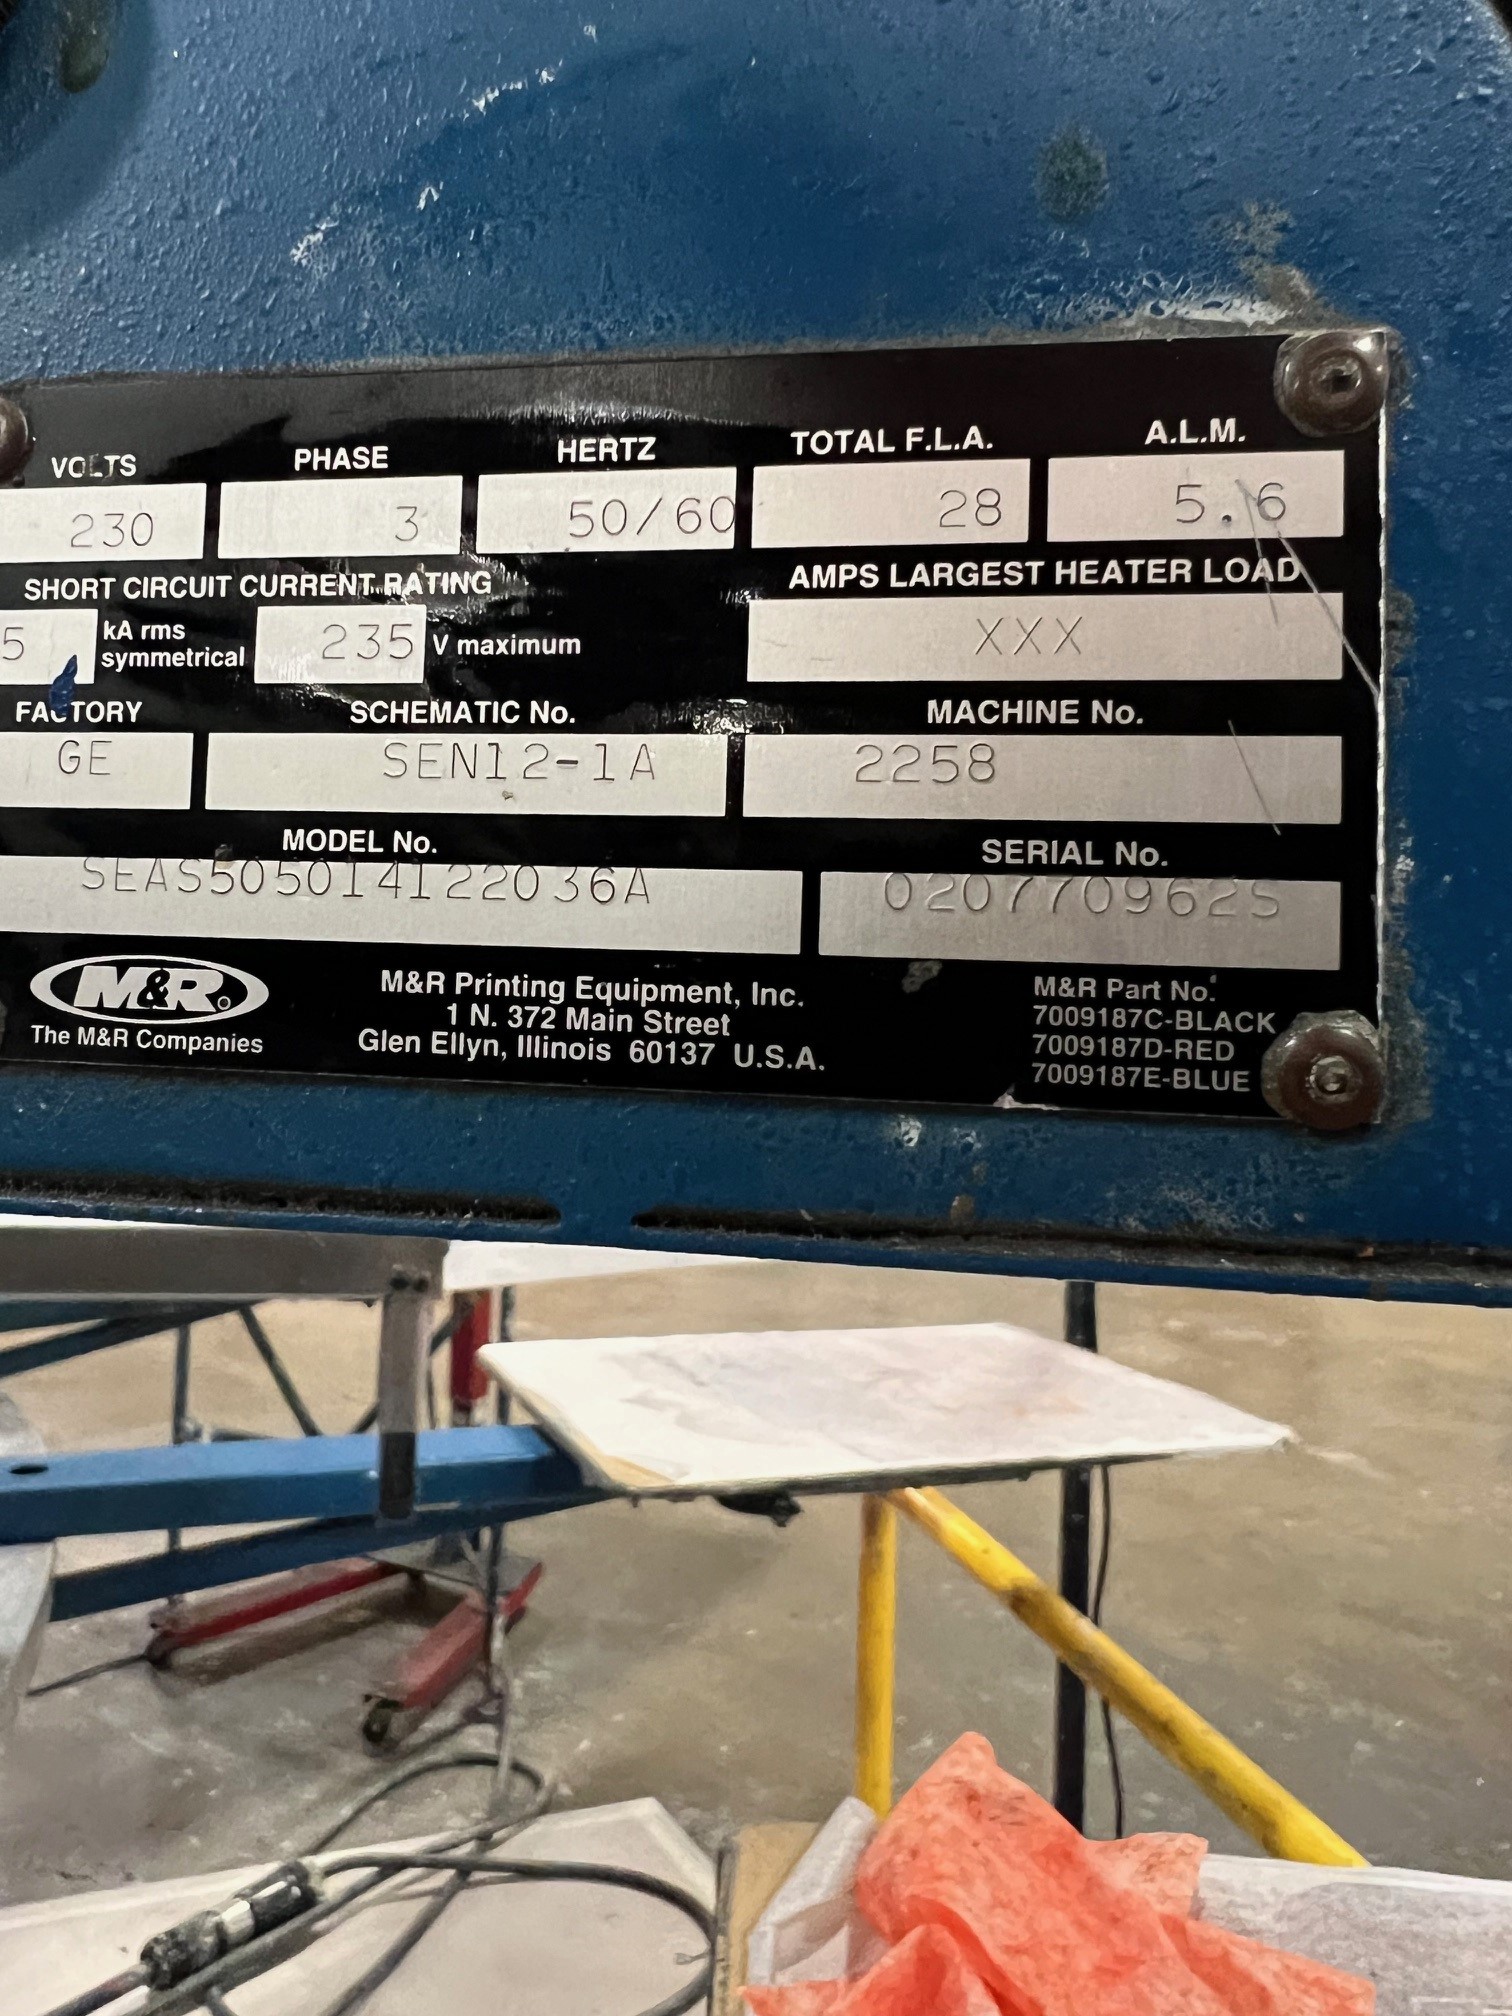 VOLTS PHASE HERTZ TOTAL F.L.A. A.L.M.
230 3 50/60 28 5.6
SHORT CIRCUIT CURRENT RATING AMPS LARGEST HEATER LOAD
5 kA rms symmetrical 235 V maximum XXX
FACTORY SCHEMATIC No. MACHINE No.
GE SEN12-1A 2258
MODEL No. SERIAL No.
SEAS505014122036A 020770962S
M&R
The M&R Companies
M&R Printing Equipment, Inc.
1 N. 372 Main Street
Glen Ellyn, Illinois 60137 U.S.A.
M&R Part No.
7009187C-BLACK
7009187D-RED
7009187E-BLUE